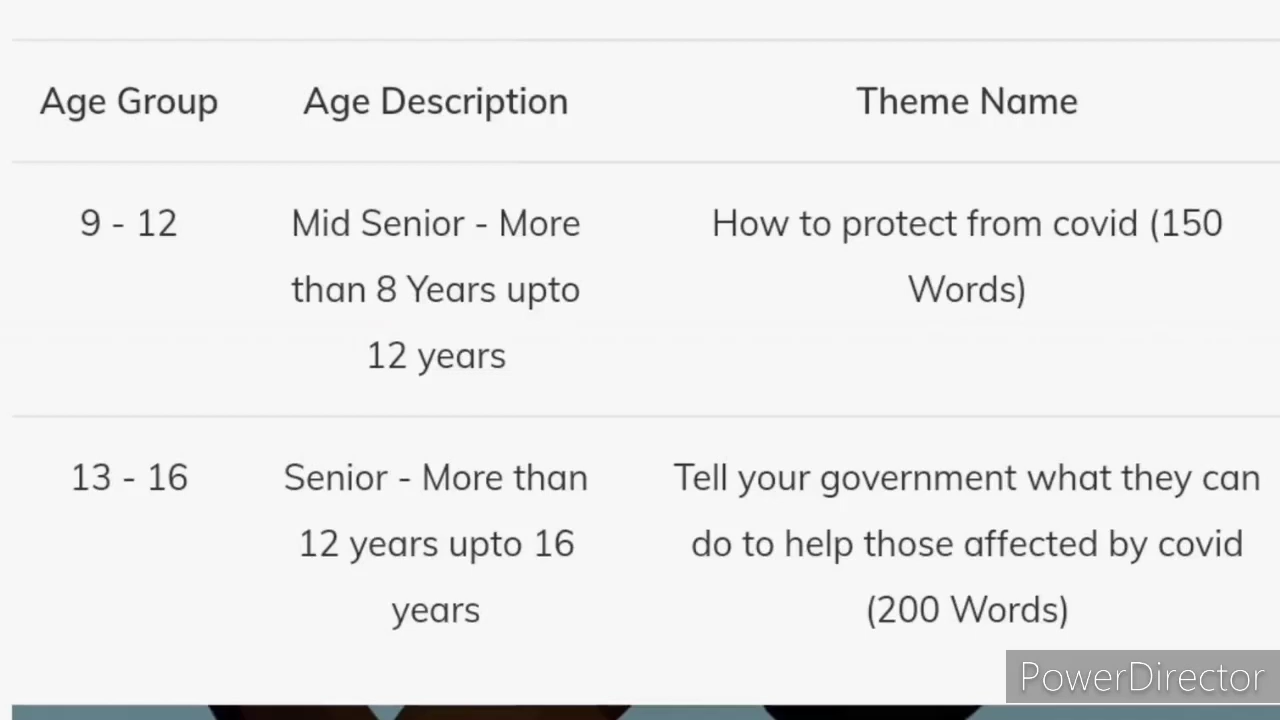 Age Group Age Description Theme Name
9 - 12 Mid Senior - More How to protect from covid (150
than 8 Years upto Words)
12 years
13 - 16 Senior - More than Tell your government what they can
12 years upto 16 do to help those affected by covid
years (200 Words)
PowerDirector